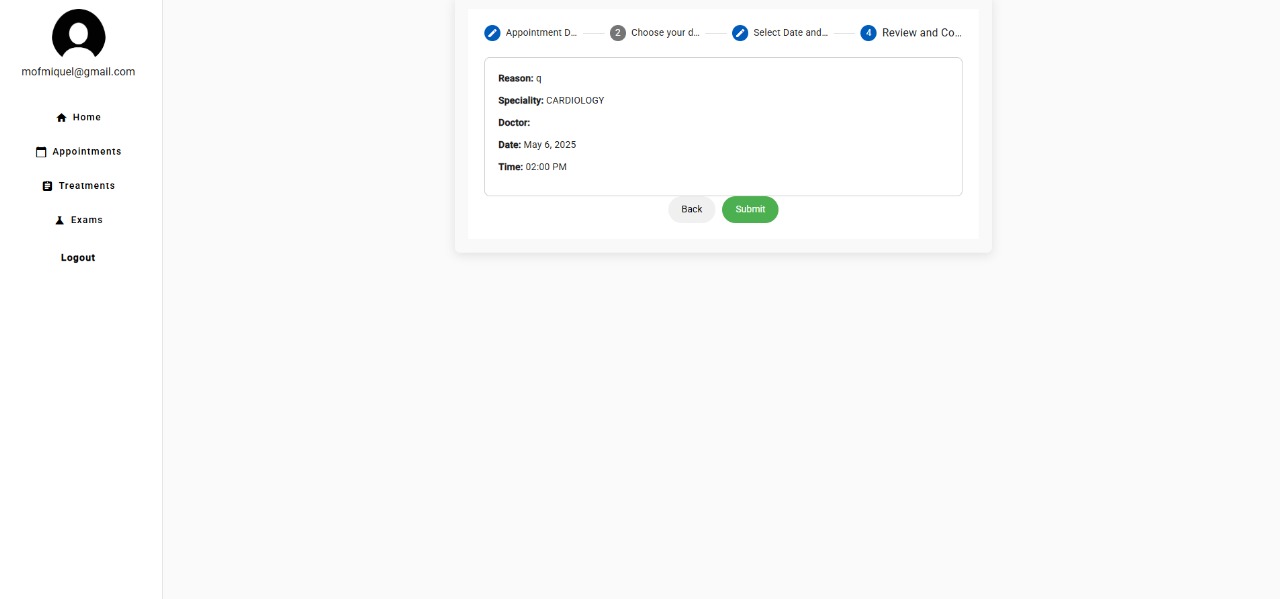 mofmiquel@gmail.com
Home
Appointments
Treatments
Exams
Logout
Appointment D...
2 Choose your d...
Select Date and...
4 Review and Co...
Reason: q
Speciality: CARDIOLOGY
Doctor:
Date: May 6, 2025
Time: 02:00 PM
Back Submit